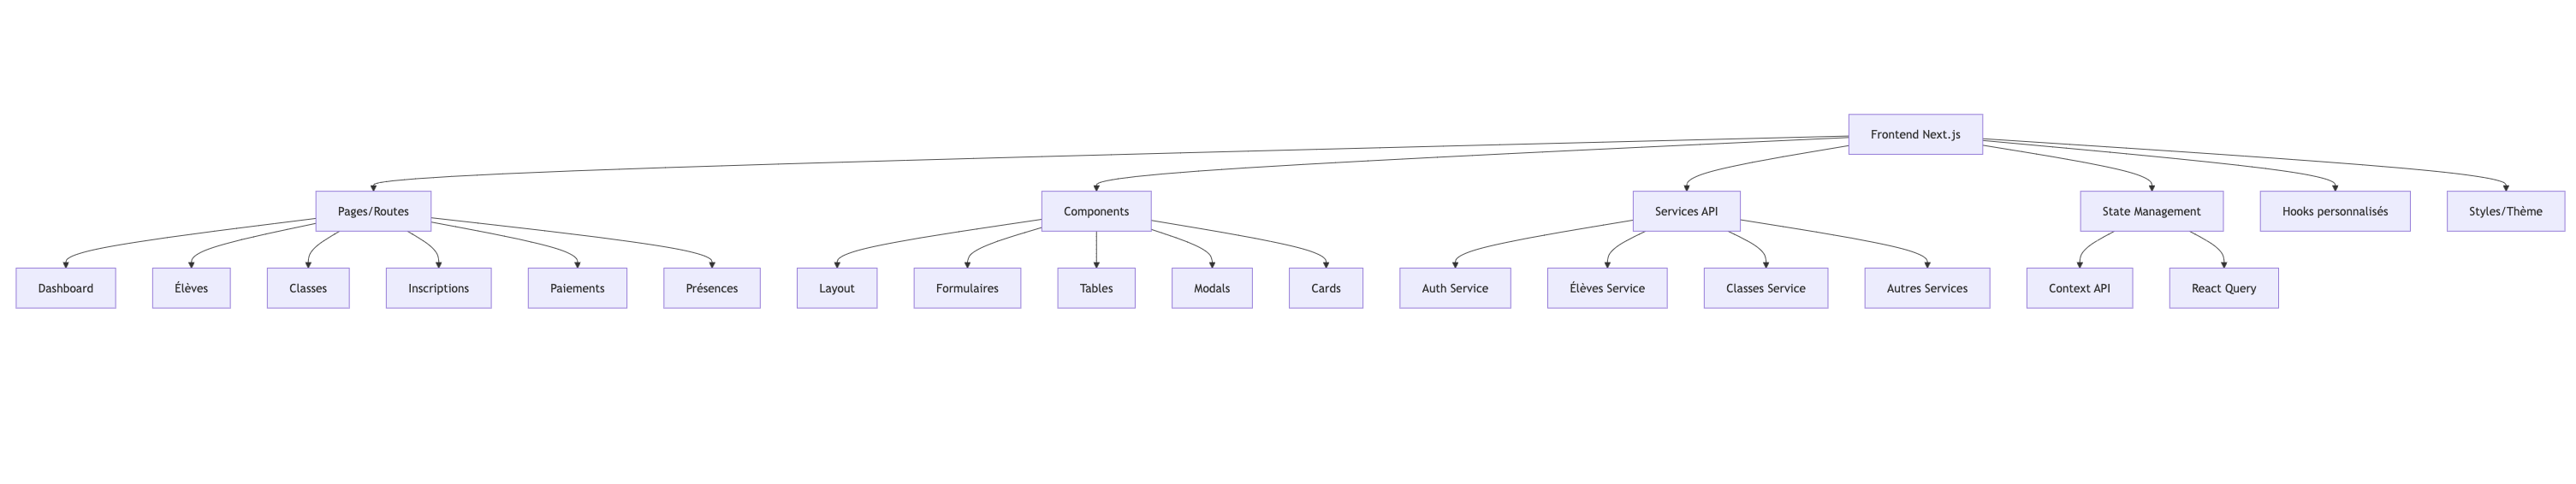 Frontend Next.js
Pages/Routes
Components
Services API
State Management
Hooks personnalisés
Styles/Thème
Dashboard
Élèves
Classes
Inscriptions
Paiements
Présences
Layout
Formulaires
Tables
Modals
Cards
Auth Service
Élèves Service
Classes Service
Autres Services
Context API
React Query